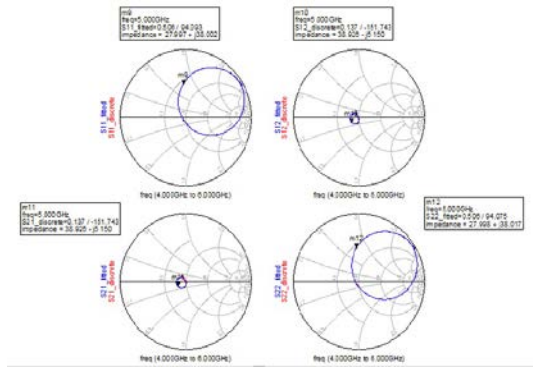 m9
freq=5.000GHz
S11_fitted=0.506 / 94.093
impedance = 27.997 + j38.002
m10
freq=5.000GHz
S12_discrete=0.137 / -151.743
impedance = 38.926 - j5.150
m9
S11_fitted
S11_discrete
freq (4.000GHz to 6.000GHz)
S12_fitted
S12_discrete
freq (4.000GHz to 6.000GHz)
m11
freq=5.000GHz
S21_discrete=0.137 / -151.743
impedance = 38.926 - j5.150
m12
freq=5.000GHz
S22_fitted=0.506 / 94.075
impedance = 27.998 + j38.017
S21_fitted
S21_discrete
freq (4.000GHz to 6.000GHz)
m12
S22_fitted
S22_discrete
freq (4.000GHz to 6.000GHz)